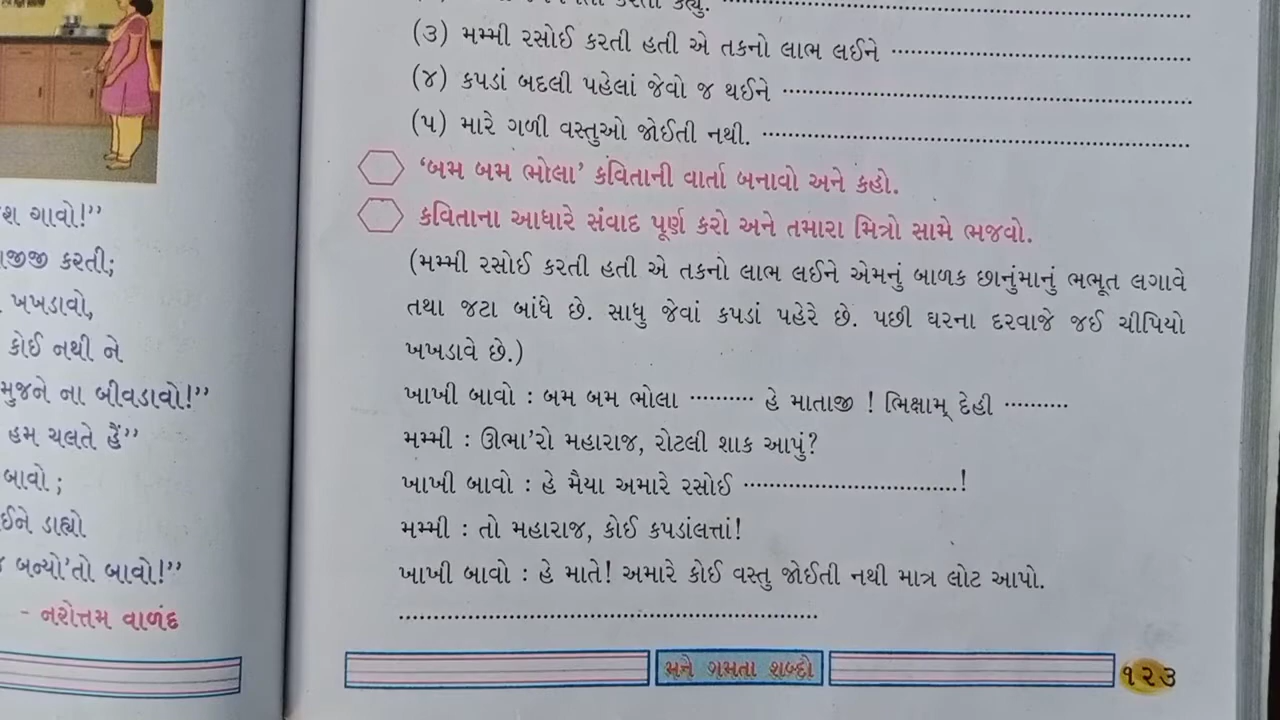 શ ગાવો!”
જીજી કરતી;
ખખડાવો,
કોઈ નથી ને
મુજને ના બીવડાવો!”
હમ ચલતે હૈં”
બાવો ;
ઈને ડાહ્યો
બન્યો’તો બાવો!”
- નરોત્તમ વાળંદ
(૩) મમ્મી રસોઈ કરતી હતી એ તકનો લાભ લઈને ........................................
(૪) કપડાં બદલી પહેલાં જેવો જ થઈને ........................................
(૫) મારે ગળી વસ્તુઓ જોઈતી નથી. ........................................
‘બમ બમ ભોલા’ કવિતાની વાર્તા બનાવો અને કહો.
કવિતાના આધારે સંવાદ પૂર્ણ કરો અને તમારા મિત્રો સામે ભજવો.
(મમ્મી રસોઈ કરતી હતી એ તકનો લાભ લઈને એમનું બાળક છાનુંમાનું ભભૂત લગાવે
તથા જટા બાંધે છે. સાધુ જેવાં કપડાં પહેરે છે. પછી ઘરના દરવાજે જઈ ચીપિયો
ખખડાવે છે.)
ખાખી બાવો : બમ બમ ભોલા .......... હે માતાજી ! ભિક્ષામ્ દેહી ..........
મમ્મી : ઊભા’રો મહારાજ, રોટલી શાક આપું?
ખાખી બાવો : હે મૈયા અમારે રસોઈ ..................................!
મમ્મી : તો મહારાજ, કોઈ કપડાંલત્તાં!
ખાખી બાવો : હે માતે! અમારે કોઈ વસ્તુ જોઈતી નથી માત્ર લોટ આપો.
..................................................................
મને ગમતા શબ્દો
૧૨૩